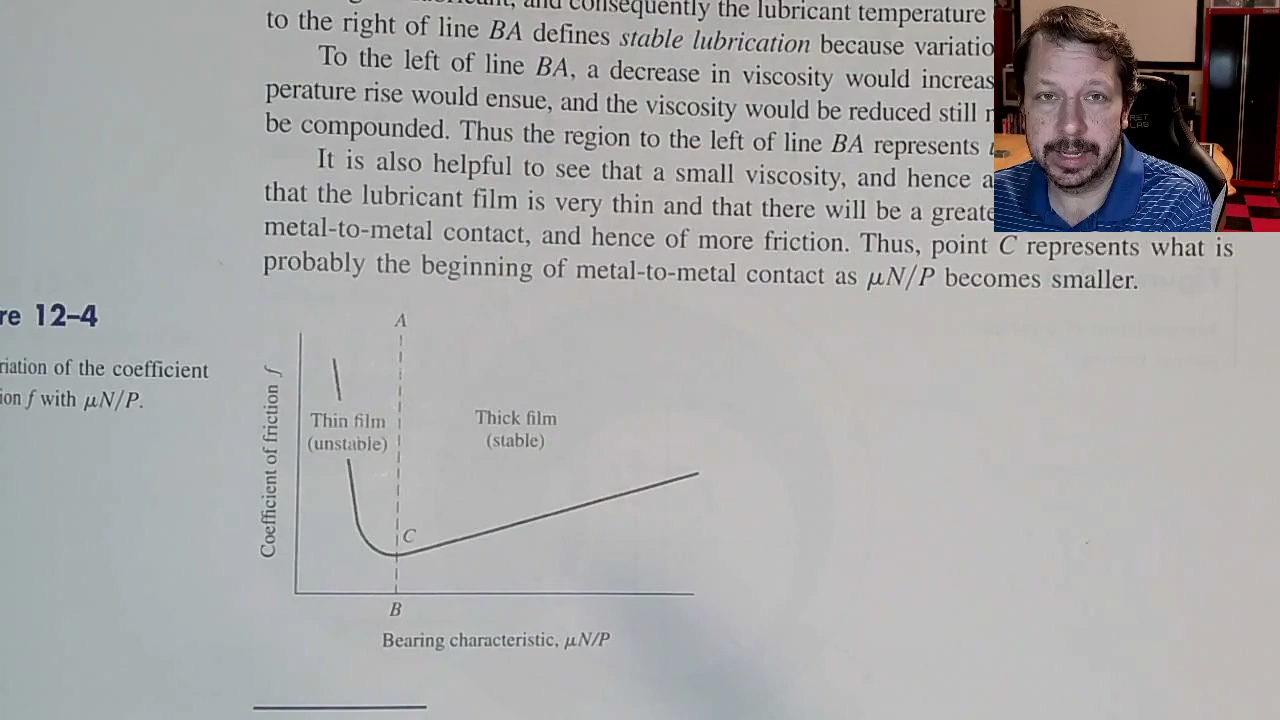 and consequently the lubricant temperature
to the right of line BA defines stable lubrication because variatio
To the left of line BA, a decrease in viscosity would increas
perature rise would ensue, and the viscosity would be reduced still
be compounded. Thus the region to the left of line BA represents
It is also helpful to see that a small viscosity, and hence a
that the lubricant film is very thin and that there will be a greate
metal-to-metal contact, and hence of more friction. Thus, point C represents what is
probably the beginning of metal-to-metal contact as μN/P becomes smaller.
re 12–4
riation of the coefficient
ion f with μN/P.
A
Coefficient of friction f
Thin film
(unstable)
Thick film
(stable)
C
B
Bearing characteristic, μN/P